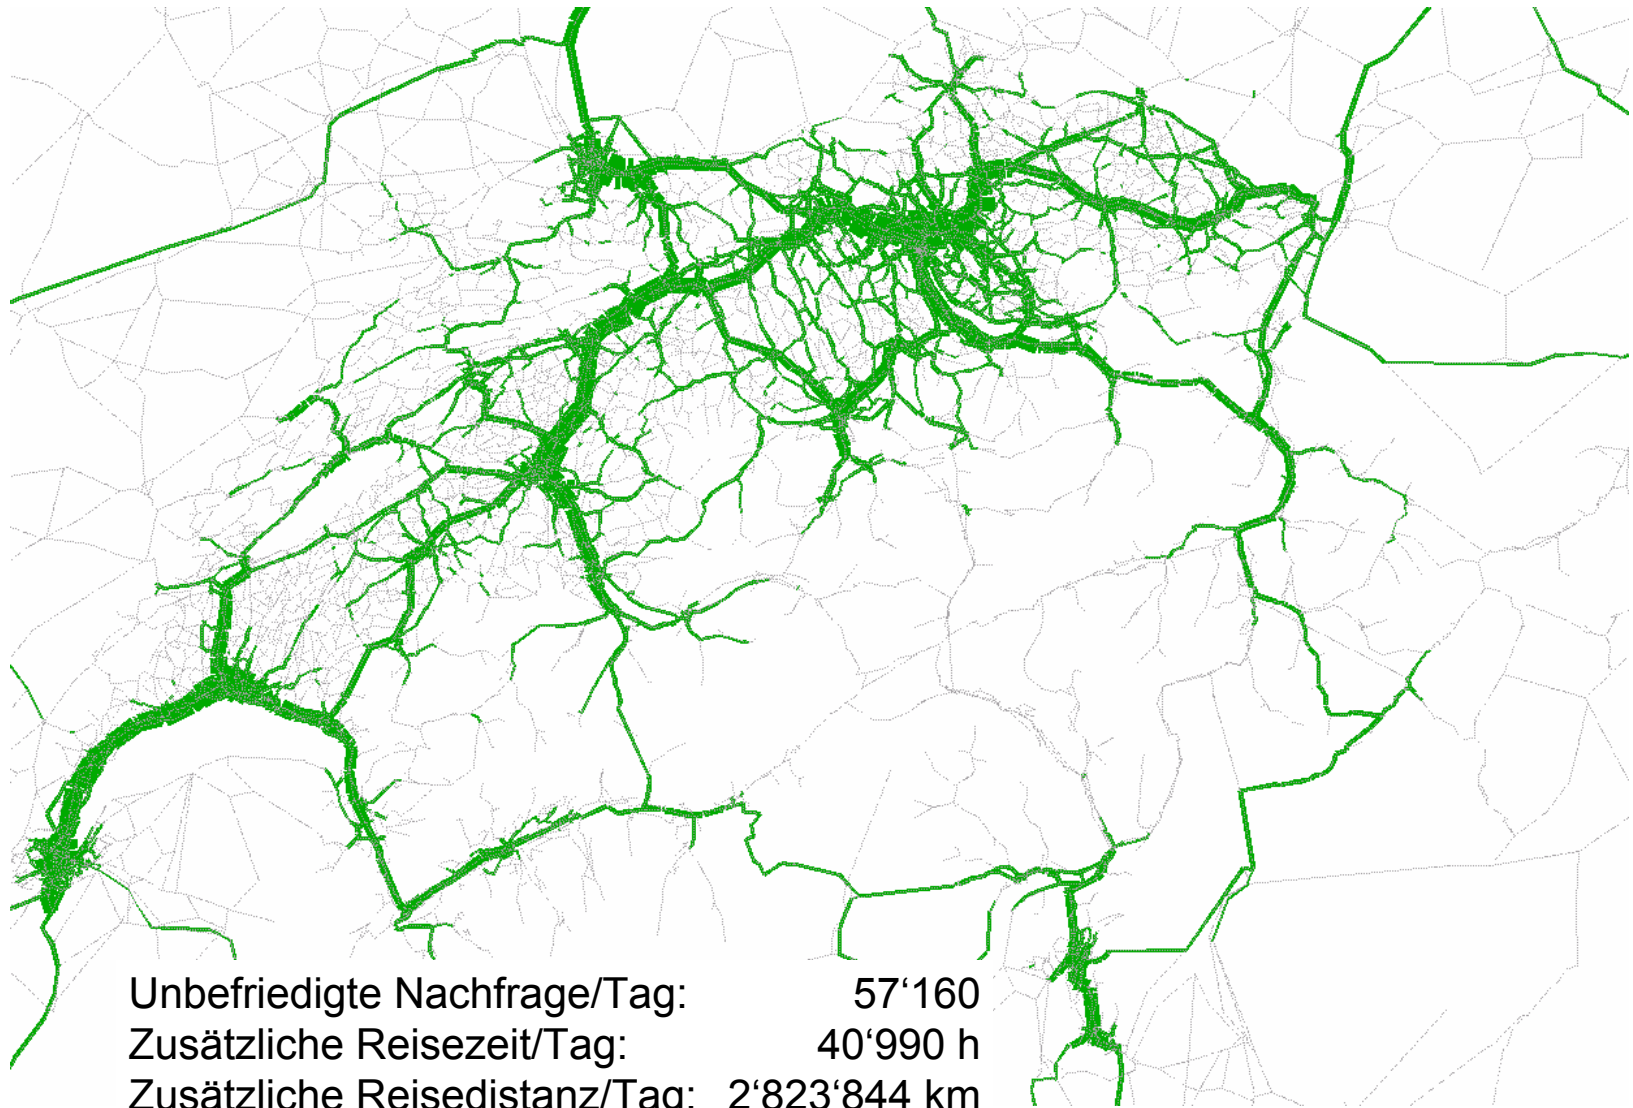 Unbefriedigte Nachfrage/Tag: 57‘160
Zusätzliche Reisezeit/Tag: 40‘990 h
Zusätzliche Reisedistanz/Tag: 2‘823‘844 km